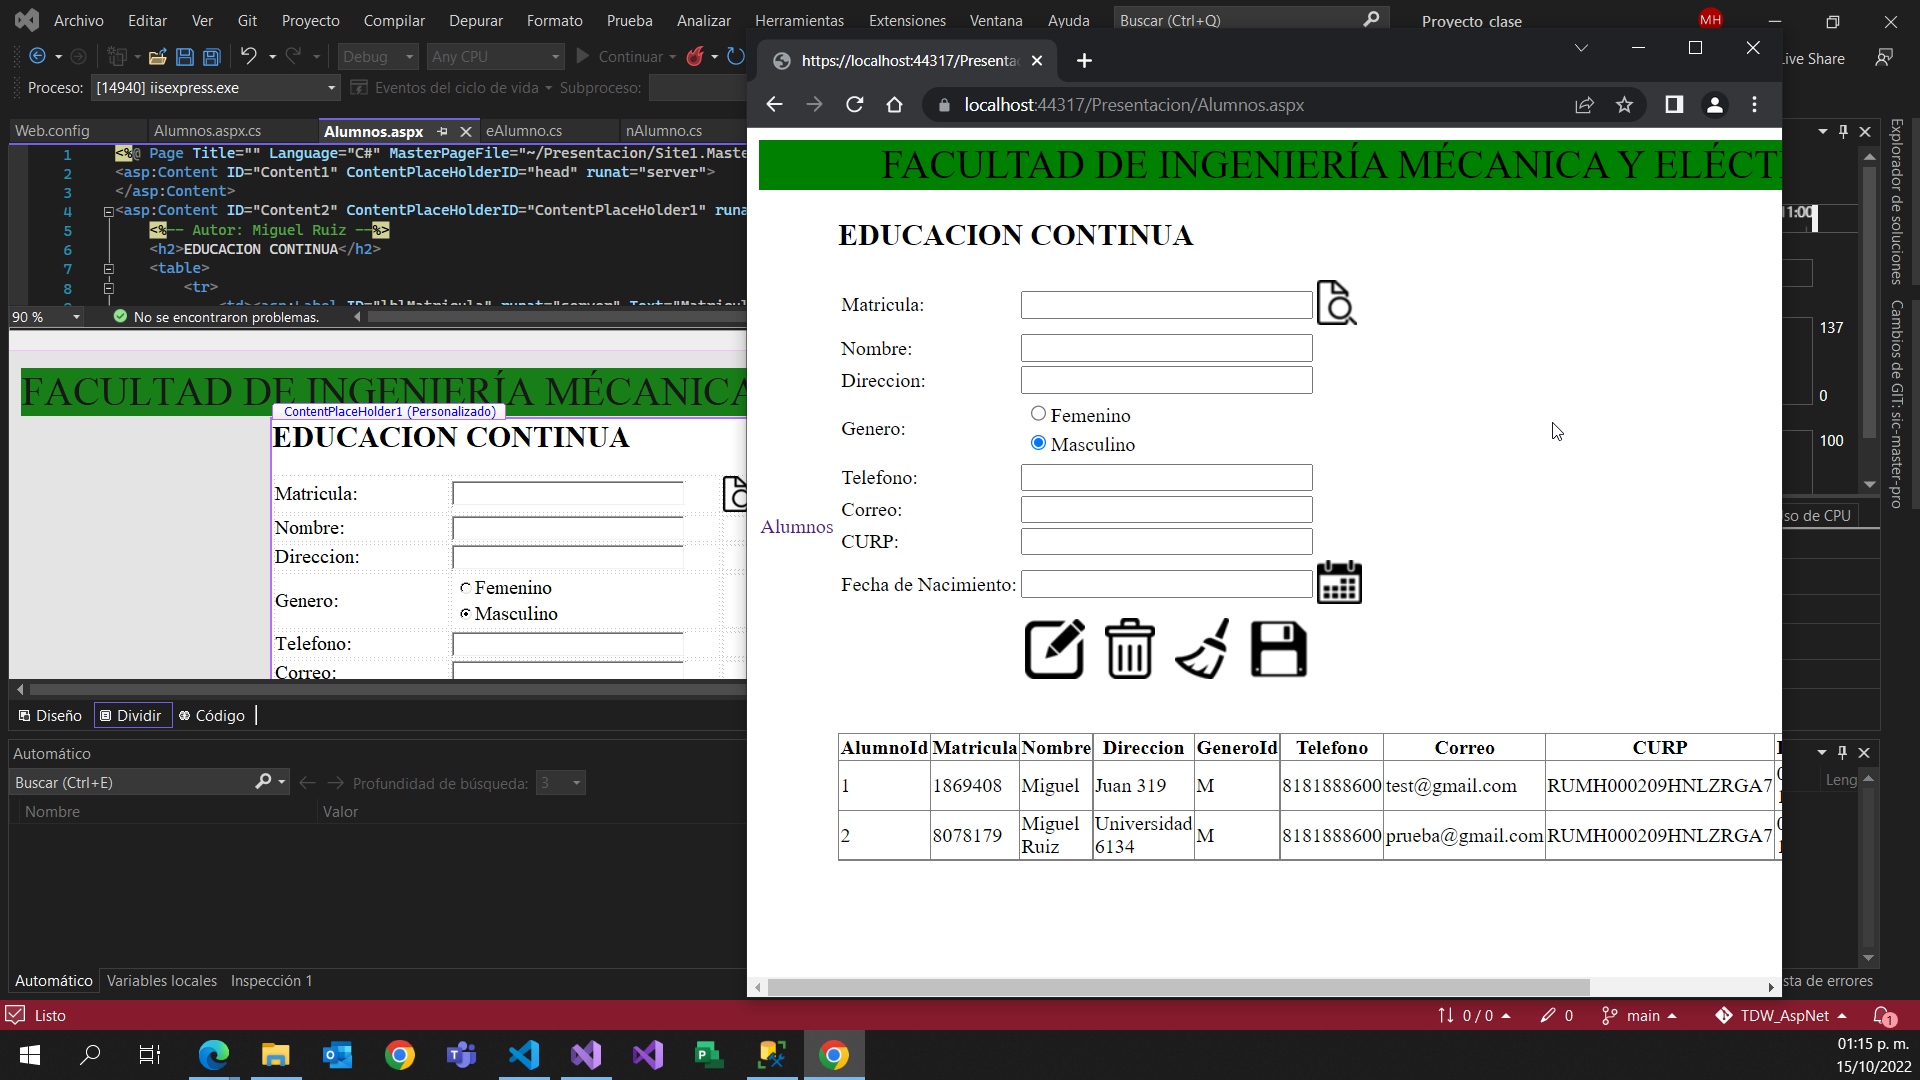 Archivo Editar Ver Git Proyecto Compilar Depurar Formato Prueba Analizar Herramientas Extensiones Ventana Ayuda Buscar (Ctrl+Q) Proyecto clase MH
Debug Any CPU Continuar Live Share
Proceso: [14940] iisexpress.exe Eventos del ciclo de vida Subproceso:
Web.config Alumnos.aspx.cs Alumnos.aspx eAlumno.cs nAlumno.cs
1 <%@ Page Title="" Language="C#" MasterPageFile="~/Presentacion/Site1.Maste
2 <asp:Content ID="Content1" ContentPlaceHolderID="head" runat="server">
3 </asp:Content>
4 <asp:Content ID="Content2" ContentPlaceHolderID="ContentPlaceHolder1" runa
5 <%-- Autor: Miguel Ruiz --%>
6 <h2>EDUCACION CONTINUA</h2>
7 <table>
8 <tr>
90 % No se encontraron problemas.
FACULTAD DE INGENIERÍA MÉCANICA
ContentPlaceHolder1 (Personalizado)
EDUCACION CONTINUA
Matricula:
Nombre:
Direccion:
Genero:
Femenino
Masculino
Telefono:
Correo:
Diseño Dividir Código
Automático
Buscar (Ctrl+E) Profundidad de búsqueda: 3
Nombre Valor
Automático Variables locales Inspección 1
https://localhost:44317/Presenta
localhost:44317/Presentacion/Alumnos.aspx
FACULTAD DE INGENIERÍA MÉCANICA Y ELÉCT
EDUCACION CONTINUA
Alumnos
Matricula:
Nombre:
Direccion:
Genero:
Femenino
Masculino
Telefono:
Correo:
CURP:
Fecha de Nacimiento:
AlumnoId Matricula Nombre Direccion GeneroId Telefono Correo CURP
1 1869408 Miguel Juan 319 M 8181888600 test@gmail.com RUMH000209HNLZRGA7
2 8078179 Miguel Ruiz Universidad 6134 M 8181888600 prueba@gmail.com RUMH000209HNLZRGA7
11:00
137
0
100
so de CPU
Leng
sta de errores
Explorador de soluciones
Cambios de GIT: sic-master-pro
Listo 0 / 0 0 main TDW_AspNet 1
01:15 p. m.
15/10/2022